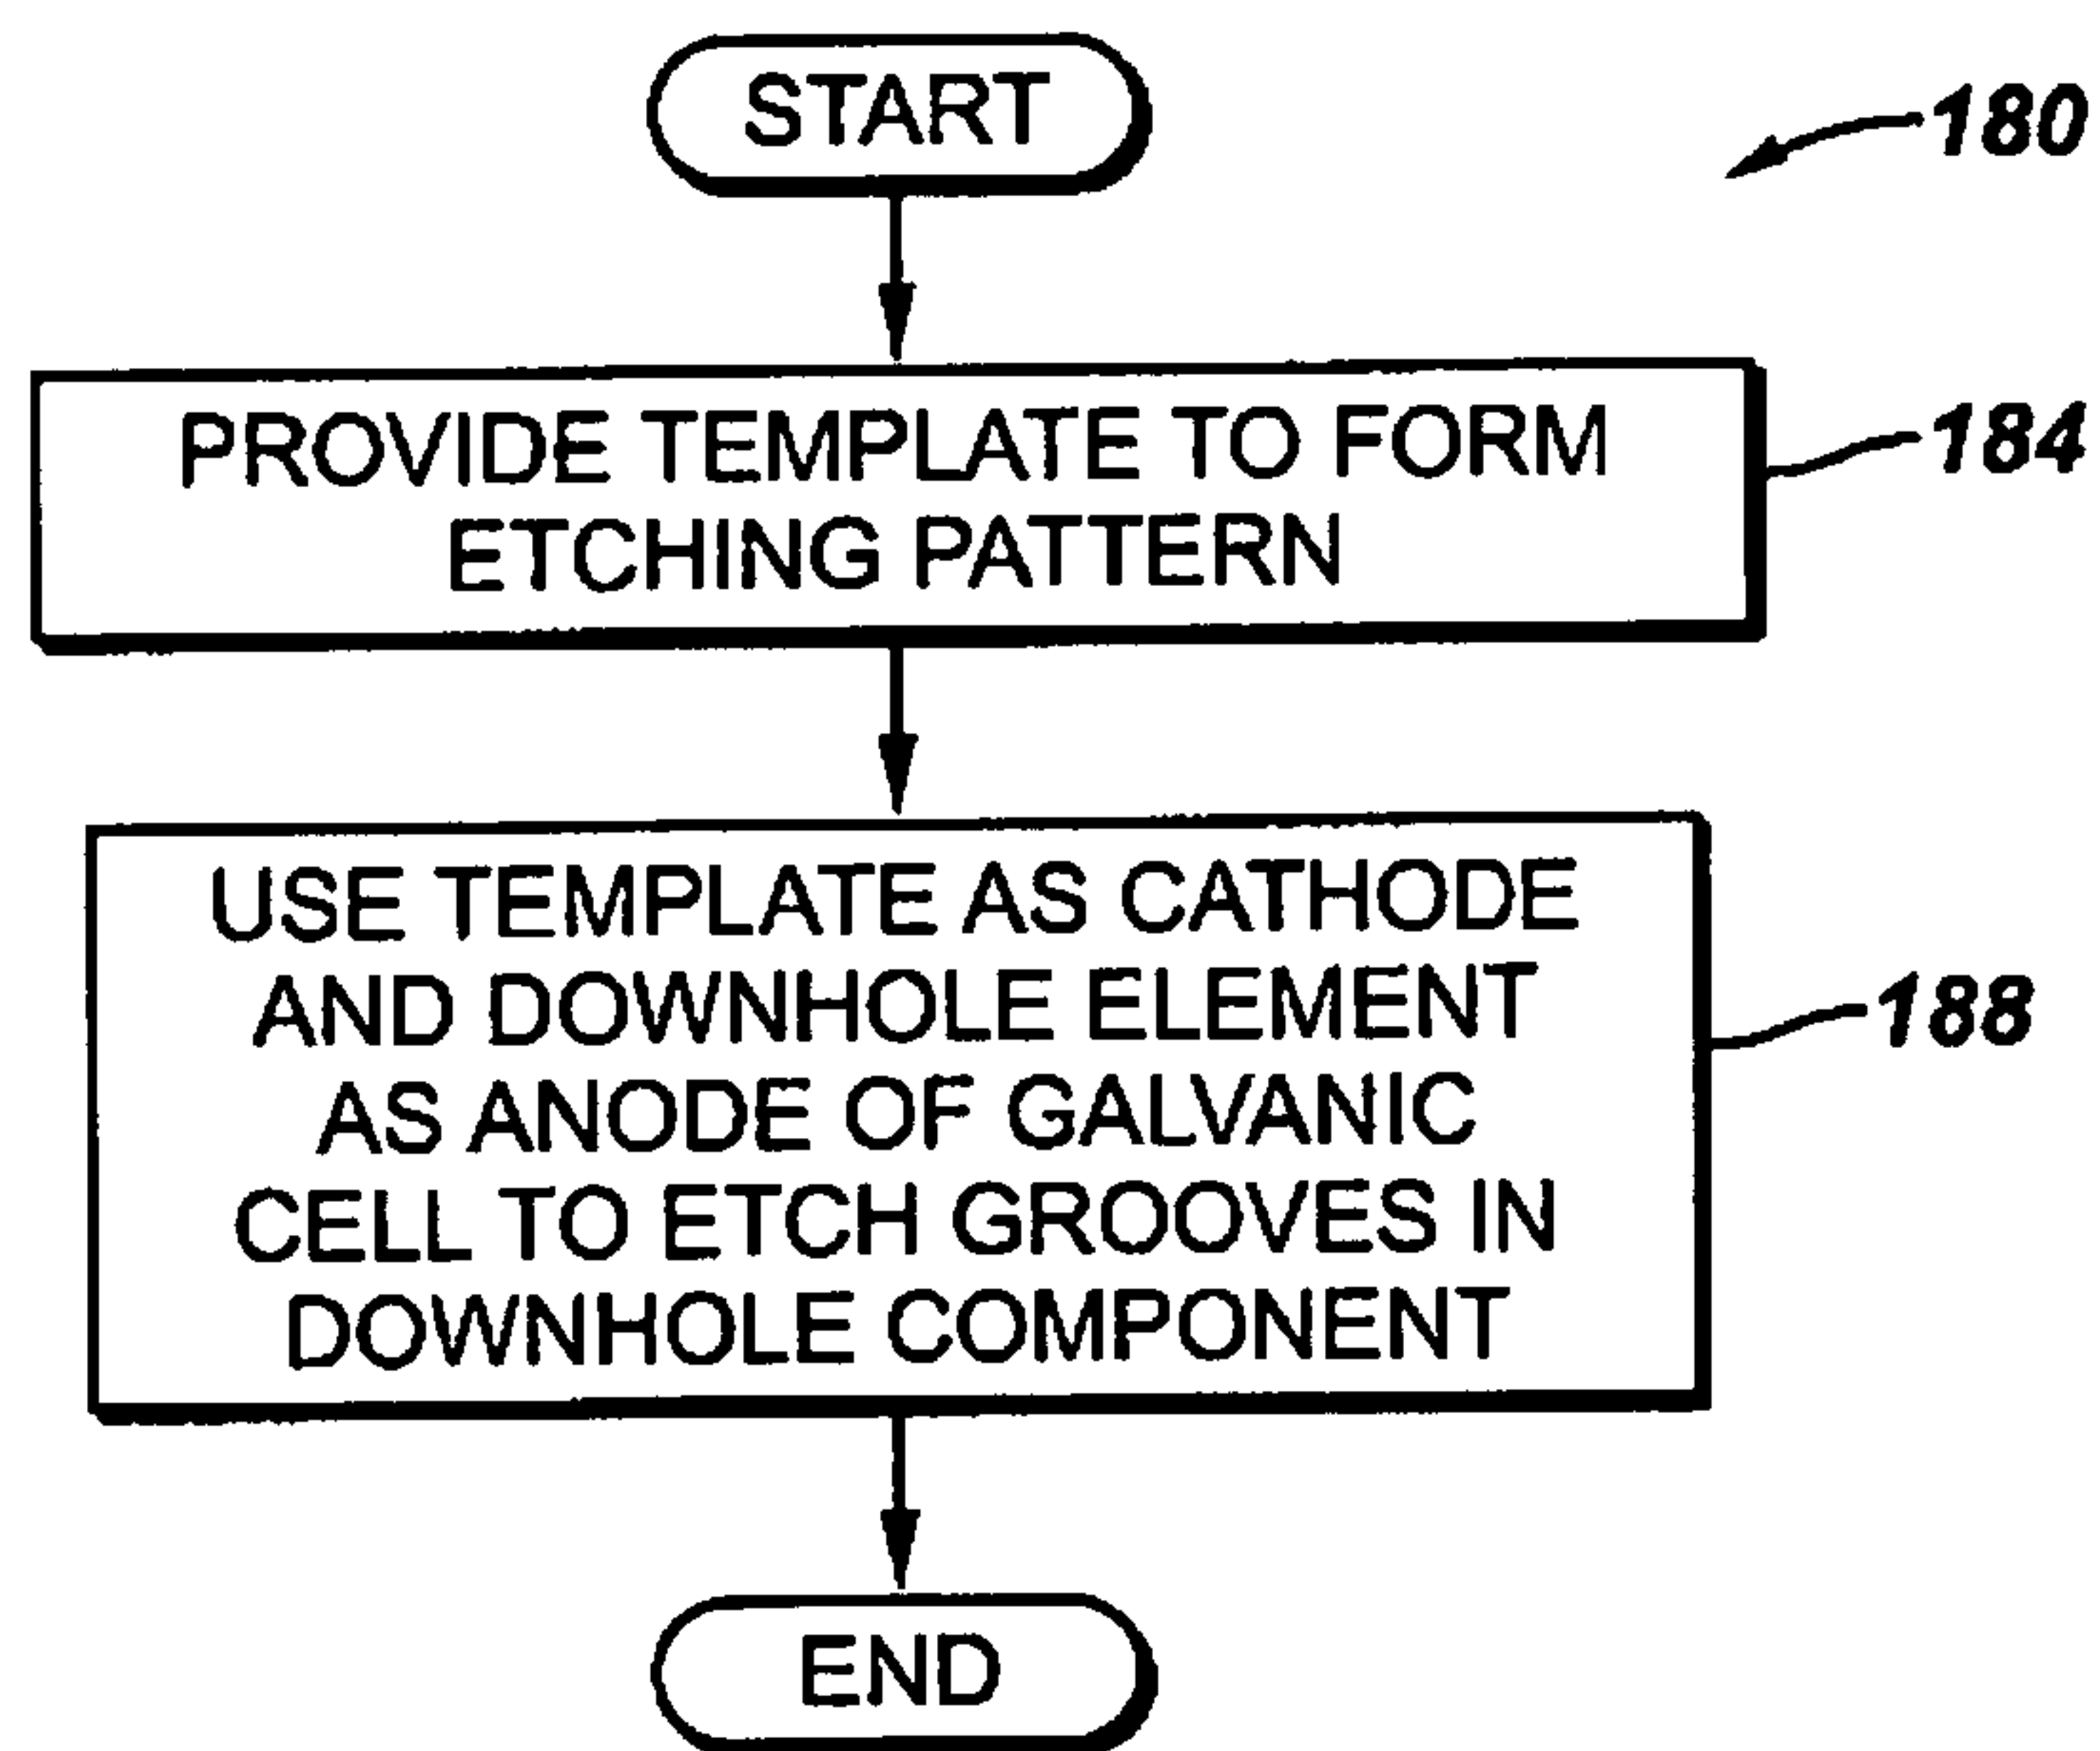 START
180
PROVIDE TEMPLATE TO FORM
ETCHING PATTERN
184
USE TEMPLATE AS CATHODE
AND DOWNHOLE ELEMENT
AS ANODE OF GALVANIC
CELL TO ETCH GROOVES IN
DOWNHOLE COMPONENT
188
END